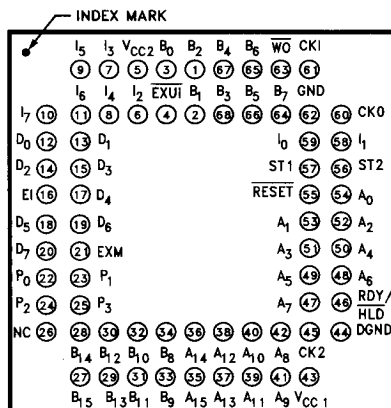 INDEX MARK
I5 I3 VCC2 B0 B2 B4 B6 WO CKI
9 7 5 3 1 67 65 63 61
I6 I4 I2 EXUI B1 B3 B5 B7 GND
I7 10 11 8 6 4 2 68 66 64 62 60 CKO
D0 12 13 D1 I0 59 58 I1
D2 14 15 D3 ST1 57 56 ST2
EI 16 17 D4 RESET 55 54 A0
D5 18 19 D6 A1 53 52 A2
D7 20 21 EXM A3 51 50 A4
P0 22 23 P1 A5 49 48 A6
P2 24 25 P3 A7 47 46 RDY/
HLD
NC 26 28 30 32 34 36 38 40 42 45 44 DGND
B14 B12 B10 B8 A14 A12 A10 A8 CK2
27 29 31 33 35 37 39 41 43
B15 B13 B11 B9 A15 A13 A11 A9 VCC1